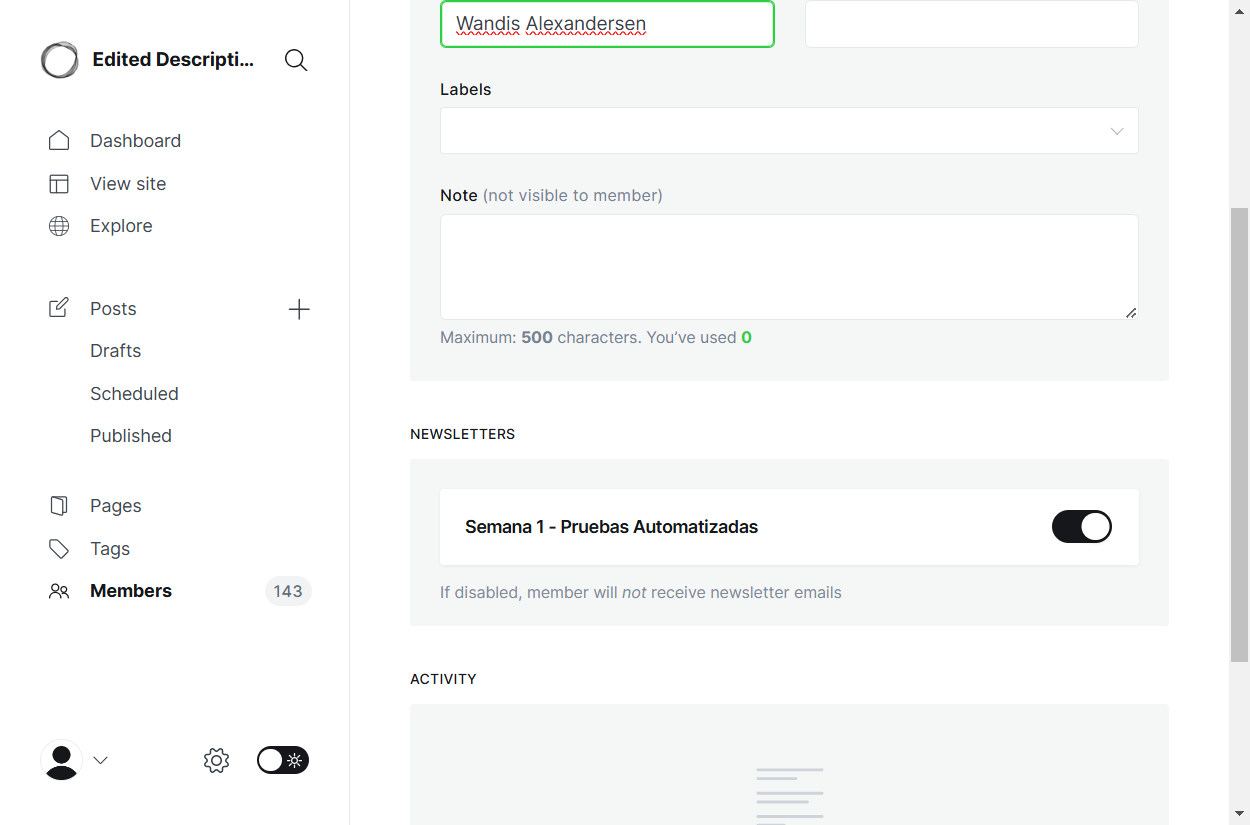 Edited Descripti...
Dashboard
View site
Explore
Posts
Drafts
Scheduled
Published
Pages
Tags
Members 143
Wandis Alexandersen
Labels
Note (not visible to member)
Maximum: 500 characters. You’ve used 0
NEWSLETTERS
Semana 1 - Pruebas Automatizadas
If disabled, member will not receive newsletter emails
ACTIVITY